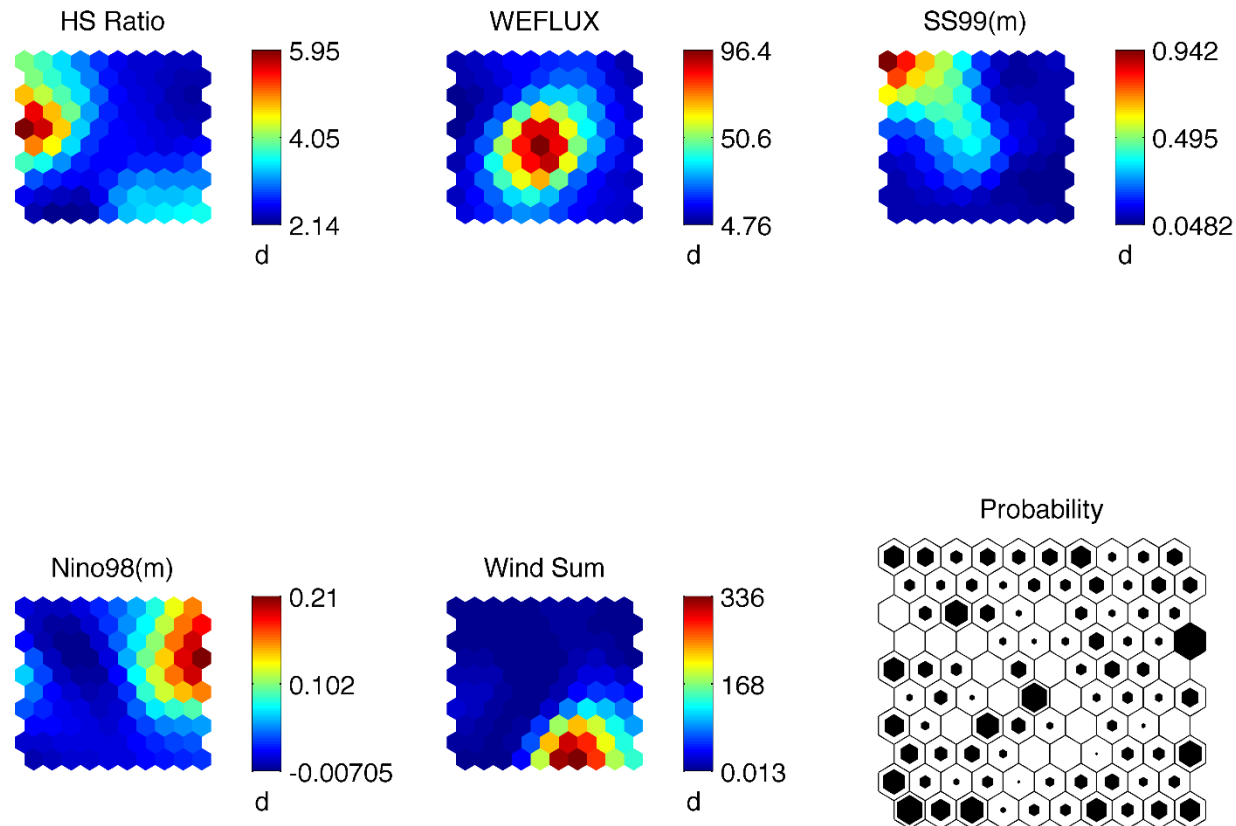 HS Ratio
5.95
4.05
2.14
d
WEFLUX
96.4
50.6
4.76
d
SS99(m)
0.942
0.495
0.0482
Nino98(m)
0.21
0.102
-0.00705
d
Wind Sum
336
168
0.013
d
Probability